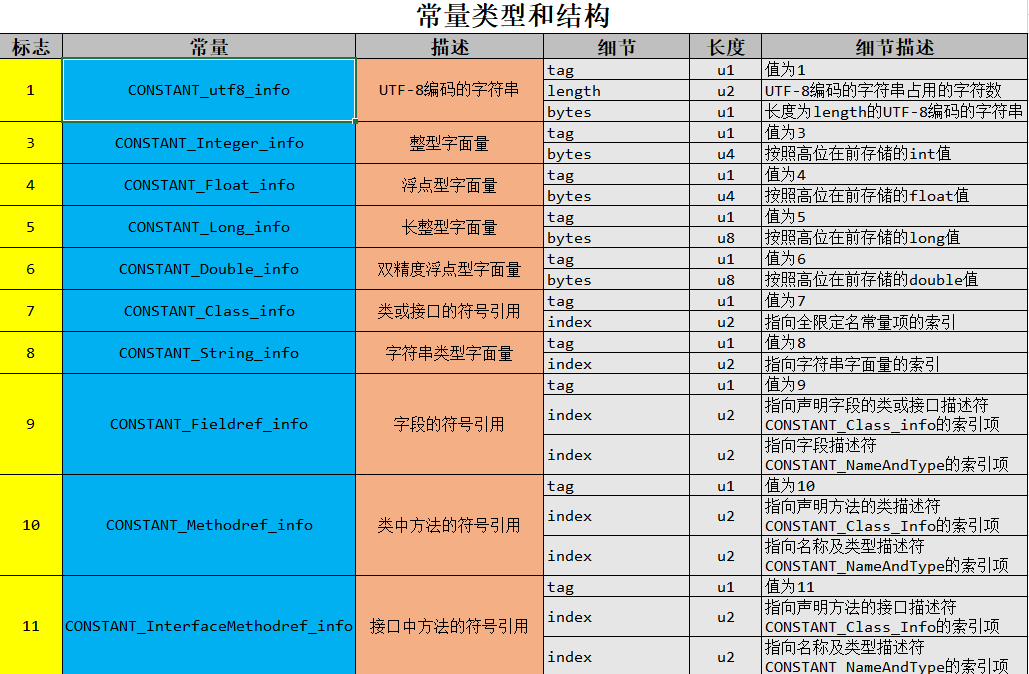 常量类型和结构
标志 常量 描述 细节 长度 细节描述
1 CONSTANT_utf8_info UTF-8编码的字符串 tag u1 值为1
length u2 UTF-8编码的字符串占用的字符数
bytes u1 长度为length的UTF-8编码的字符串
3 CONSTANT_Integer_info 整型字面量 tag u1 值为3
bytes u4 按照高位在前存储的int值
4 CONSTANT_Float_info 浮点型字面量 tag u1 值为4
bytes u4 按照高位在前存储的float值
5 CONSTANT_Long_info 长整型字面量 tag u1 值为5
bytes u8 按照高位在前存储的long值
6 CONSTANT_Double_info 双精度浮点型字面量 tag u1 值为6
bytes u8 按照高位在前存储的double值
7 CONSTANT_Class_info 类或接口的符号引用 tag u1 值为7
index u2 指向全限定名常量项的索引
8 CONSTANT_String_info 字符串类型字面量 tag u1 值为8
index u2 指向字符串字面量的索引
9 CONSTANT_Fieldref_info 字段的符号引用 tag u1 值为9
index u2 指向声明字段的类或接口描述符
CONSTANT_Class_info的索引项
index u2 指向字段描述符
CONSTANT_NameAndType的索引项
10 CONSTANT_Methodref_info 类中方法的符号引用 tag u1 值为10
index u2 指向声明方法的类描述符
CONSTANT_Class_Info的索引项
index u2 指向名称及类型描述符
CONSTANT_NameAndType的索引项
11 CONSTANT_InterfaceMethodref_info 接口中方法的符号引用 tag u1 值为11
index u2 指向声明方法的接口描述符
CONSTANT_Class_Info的索引项
index u2 指向名称及类型描述符
CONSTANT_NameAndType的索引项